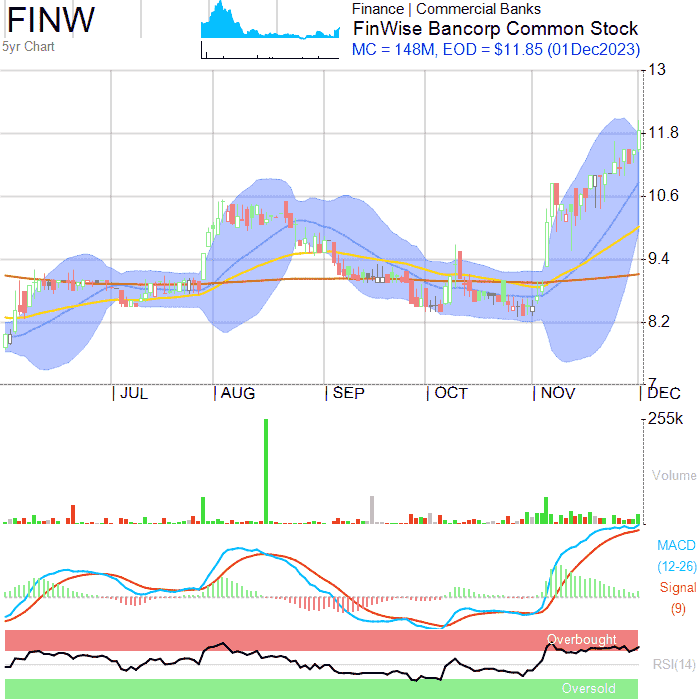 FINW
5yr Chart
Finance | Commercial Banks
FinWise Bancorp Common Stock
MC = 148M, EOD = $11.85 (01Dec2023)
13
11.8
10.6
9.4
8.2
7
JUL AUG SEP OCT NOV DEC
255k
Volume
MACD
(12-26)
Signal
(9)
Overbought
RSI(14)
Oversold